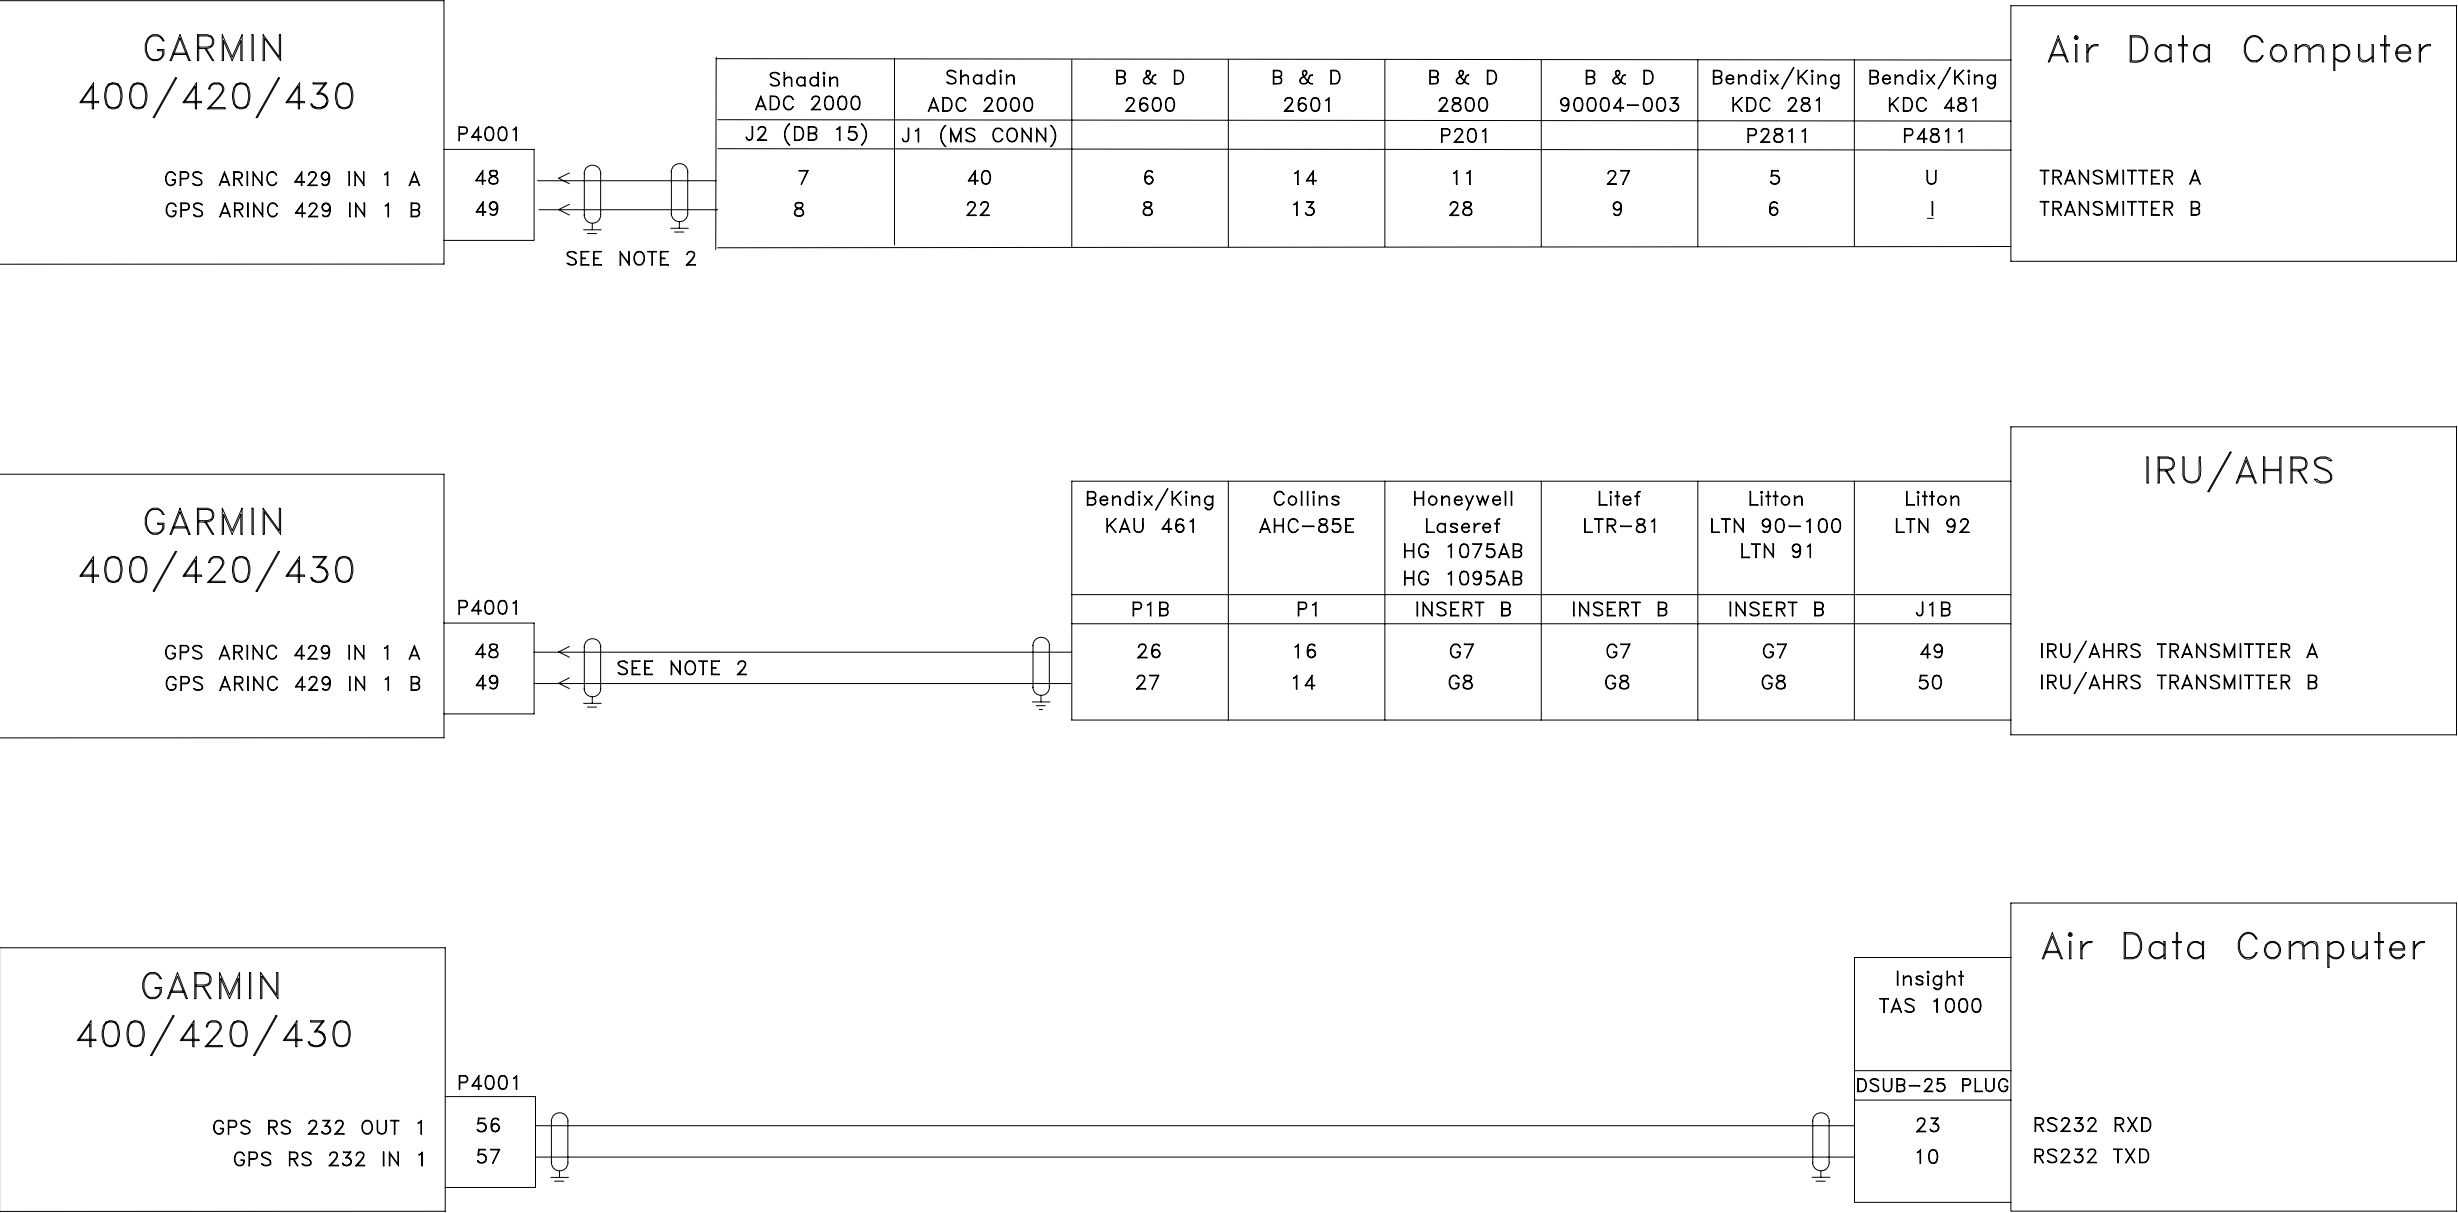 GARMIN
400/420/430
P4001
GPS ARINC 429 IN 1 A 48
GPS ARINC 429 IN 1 B 49
SEE NOTE 2
Shadin ADC 2000
J2 (DB 15)
7
8
Shadin ADC 2000
J1 (MS CONN)
40
22
B & D 2600
6
8
B & D 2601
14
13
B & D 2800
P201
11
28
B & D 90004-003
27
9
Bendix/King KDC 281
P2811
5
6
Bendix/King KDC 481
P4811
U
I
Air Data Computer
TRANSMITTER A
TRANSMITTER B
GARMIN
400/420/430
P4001
GPS ARINC 429 IN 1 A 48
GPS ARINC 429 IN 1 B 49
SEE NOTE 2
Bendix/King
KAU 461
P1B
26
27
Collins
AHC-85E
P1
16
14
Honeywell
Laseref
HG 1075AB
HG 1095AB
INSERT B
G7
G8
Litef
LTR-81
INSERT B
G7
G8
Litton
LTN 90-100
LTN 91
INSERT B
G7
G8
Litton
LTN 92
J1B
49
50
IRU/AHRS
IRU/AHRS TRANSMITTER A
IRU/AHRS TRANSMITTER B
GARMIN
400/420/430
P4001
GPS RS 232 OUT 1 56
GPS RS 232 IN 1 57
Insight
TAS 1000
DSUB-25 PLUG
23
10
Air Data Computer
RS232 RXD
RS232 TXD